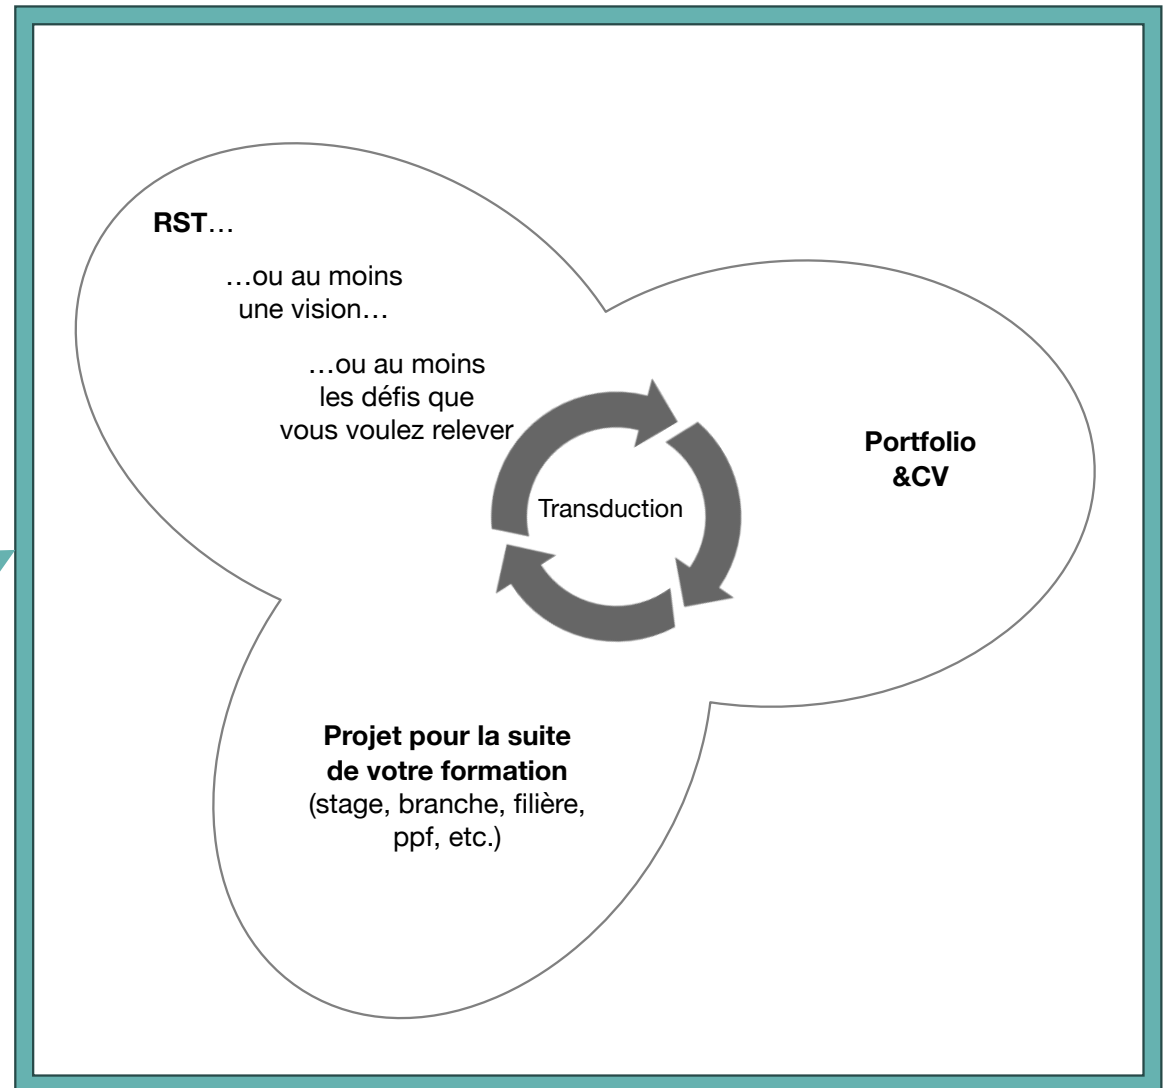 RST…
…ou au moins
une vision…
…ou au moins
les défis que
vous voulez relever
Transduction
Portfolio
&CV
Projet pour la suite
de votre formation
(stage, branche, filière,
ppf, etc.)